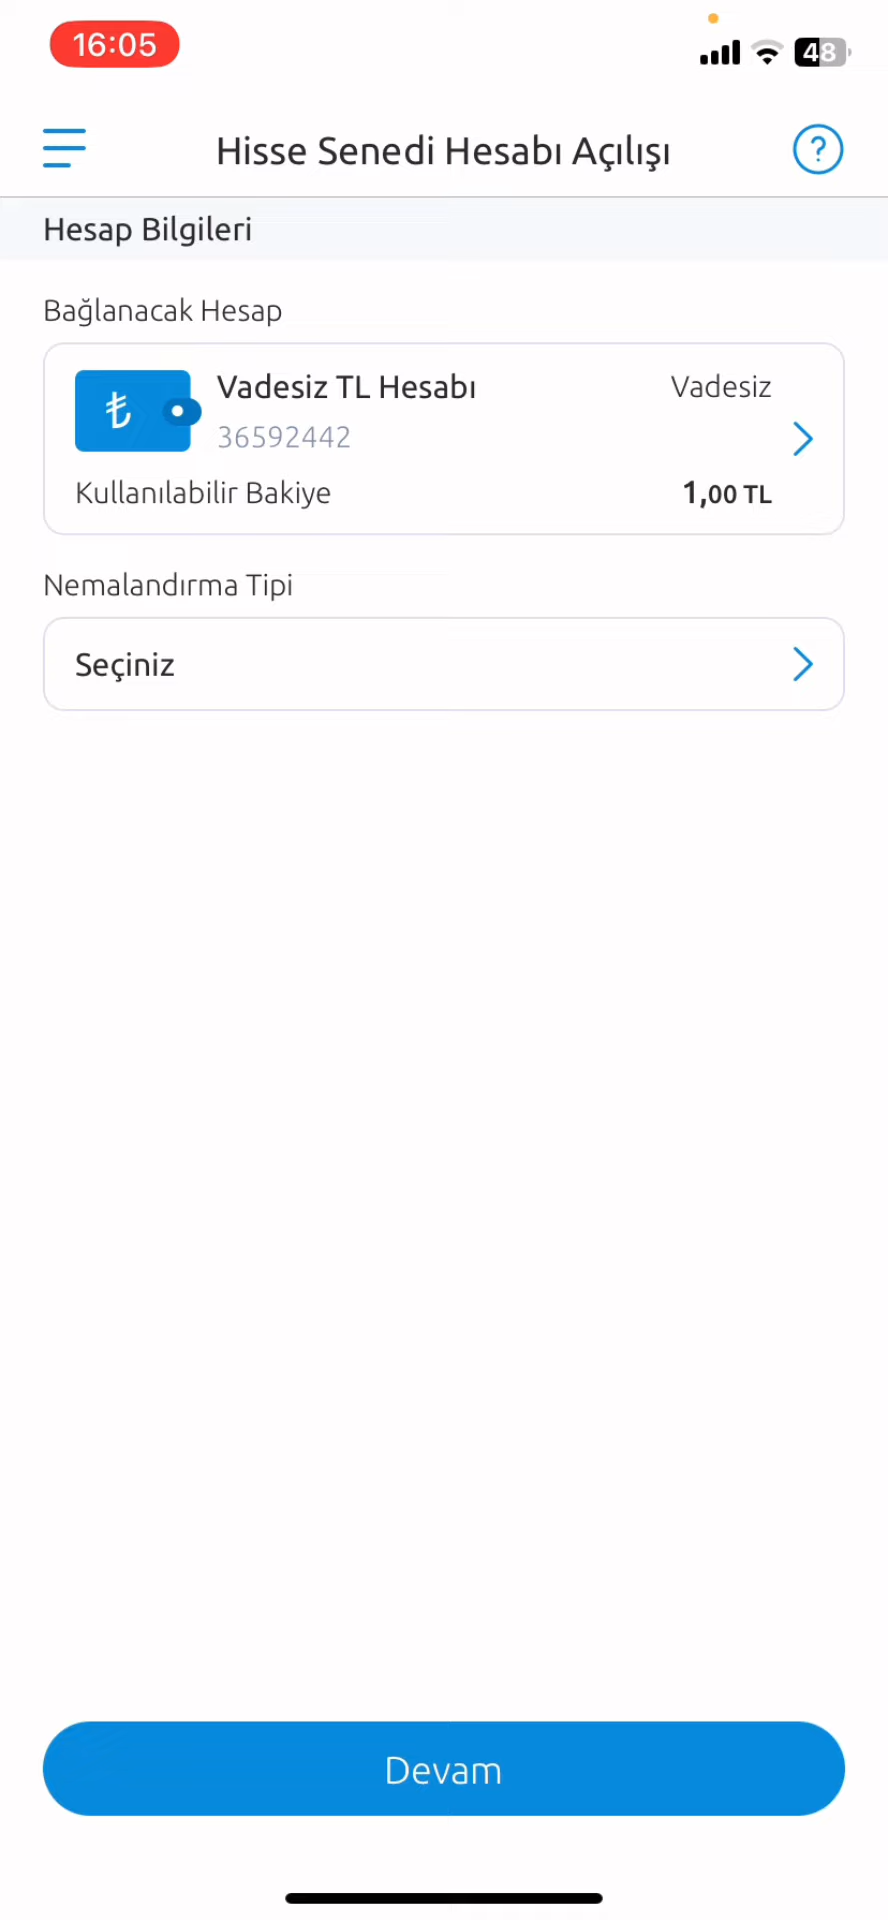 16:05
48
Hisse Senedi Hesabı Açılışı
?
Hesap Bilgileri
Bağlanacak Hesap
₺
Vadesiz TL Hesabı
Vadesiz
36592442
Kullanılabilir Bakiye
1,00 TL
Nemalandırma Tipi
Seçiniz
Devam